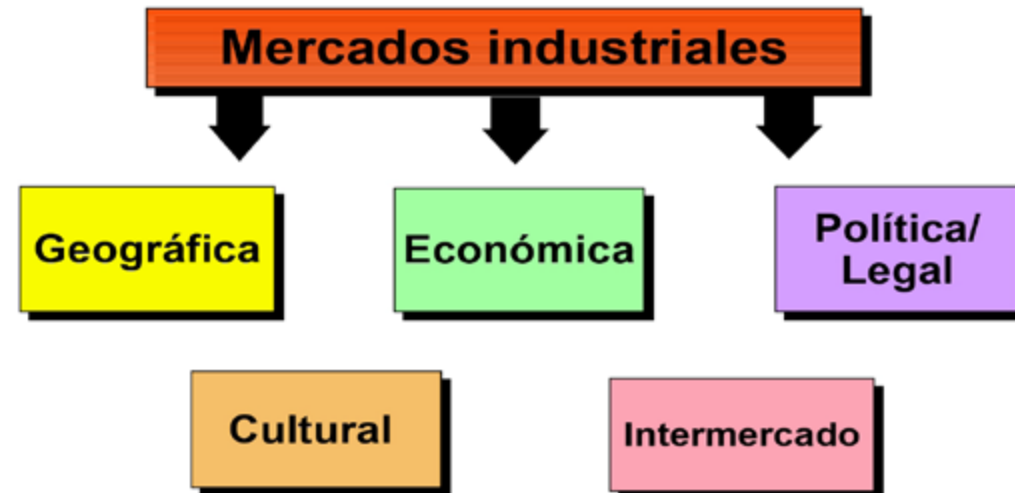 Mercados industriales
Geográfica
Económica
Política/
Legal
Cultural
Intermercado